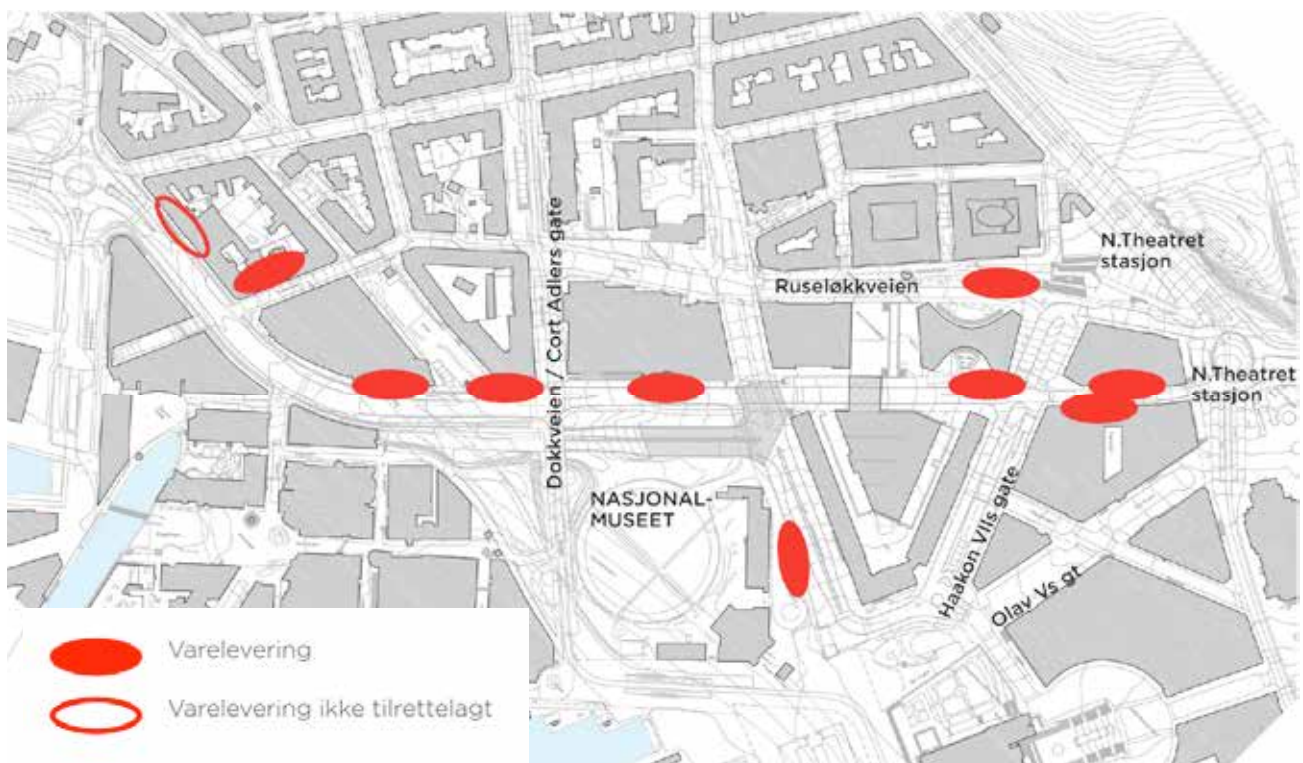 N.Theatret
stasjon
Ruseløkkveien
Dokkveien / Cort Adlers gate
N.Theatret
stasjon
NASJONAL-
MUSEET
Haakon VIIs gate
Olav Vs gt
Varelevering
Varelevering ikke tilrettelagt